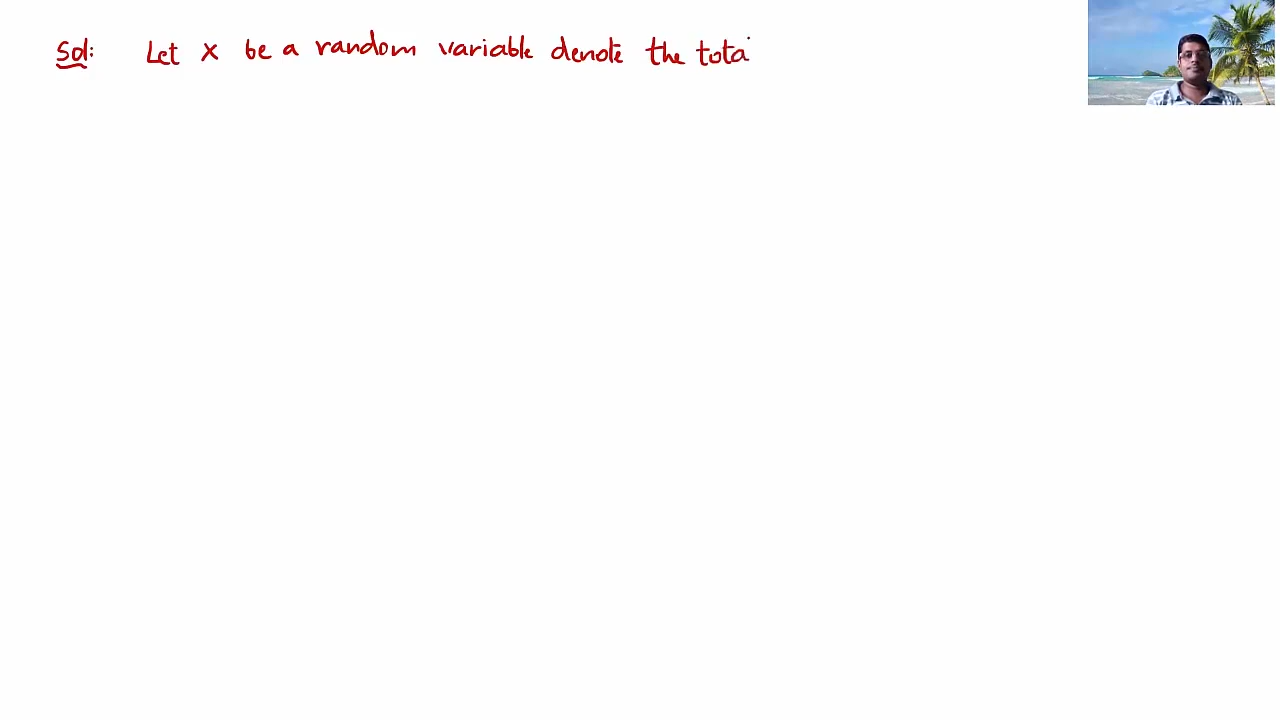 Sol: Let X be a random variable denote the tota